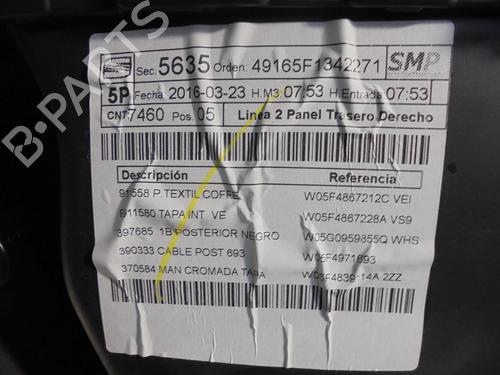 Sec. 5635 Orden: 49165F1342271 SMP
5P Fecha: 2016-03-23 H.M3: 07:53 H.Entrada 07:53
CNT: 7460 Pos. 05 Linea 2 Panel Trasero Derecho
Descripción Referencia
91558 P. TEXTIL COFFE W05F4867212C VEI
911580 TAPA INT VE W05F4867228A VS9
397685 1B POSTERIOR NEGRO W05G0959855Q WHS
390333 CABLE POST 693 W06F4971693
370584 MAN CROMADA TAPA 2ZZ
B-PARTS